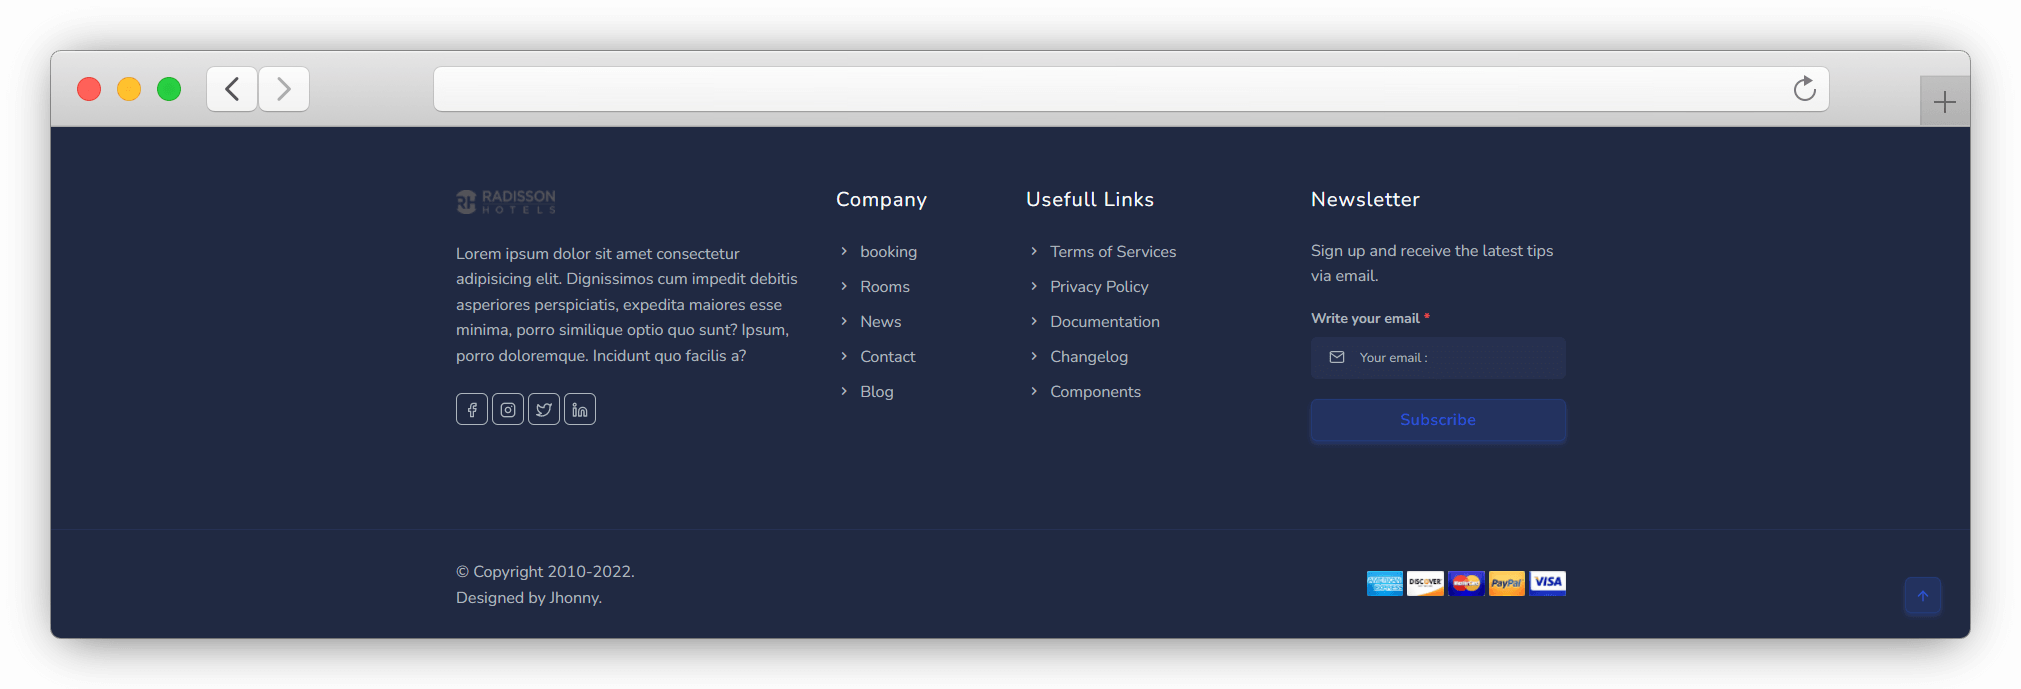 RADISSON
HOTELS
Lorem ipsum dolor sit amet consectetur
adipisicing elit. Dignissimos cum impedit debitis
asperiores perspiciatis, expedita maiores esse
minima, porro similique optio quo sunt? Ipsum,
porro doloremque. Incidunt quo facilis a?
Company
booking
Rooms
News
Contact
Blog
Usefull Links
Terms of Services
Privacy Policy
Documentation
Changelog
Components
Newsletter
Sign up and receive the latest tips
via email.
Write your email *
Your email :
Subscribe
© Copyright 2010-2022.
Designed by Jhonny.
AMERICAN EXPRESS
DISCOVER
MasterCard
PayPal
VISA